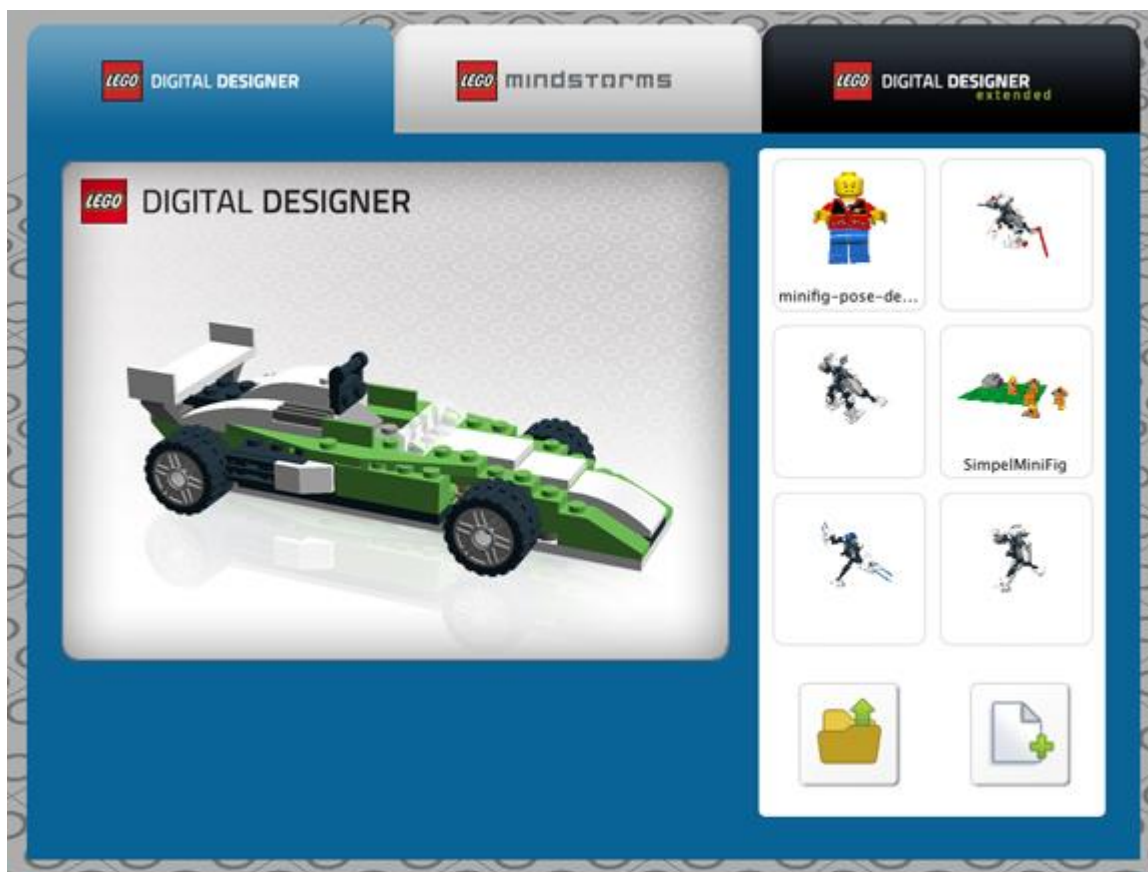 LEGO DIGITAL DESIGNER
LEGO mindstorms
LEGO DIGITAL DESIGNER
extended
LEGO DIGITAL DESIGNER
minifig-pose-de...
SimpelMiniFig